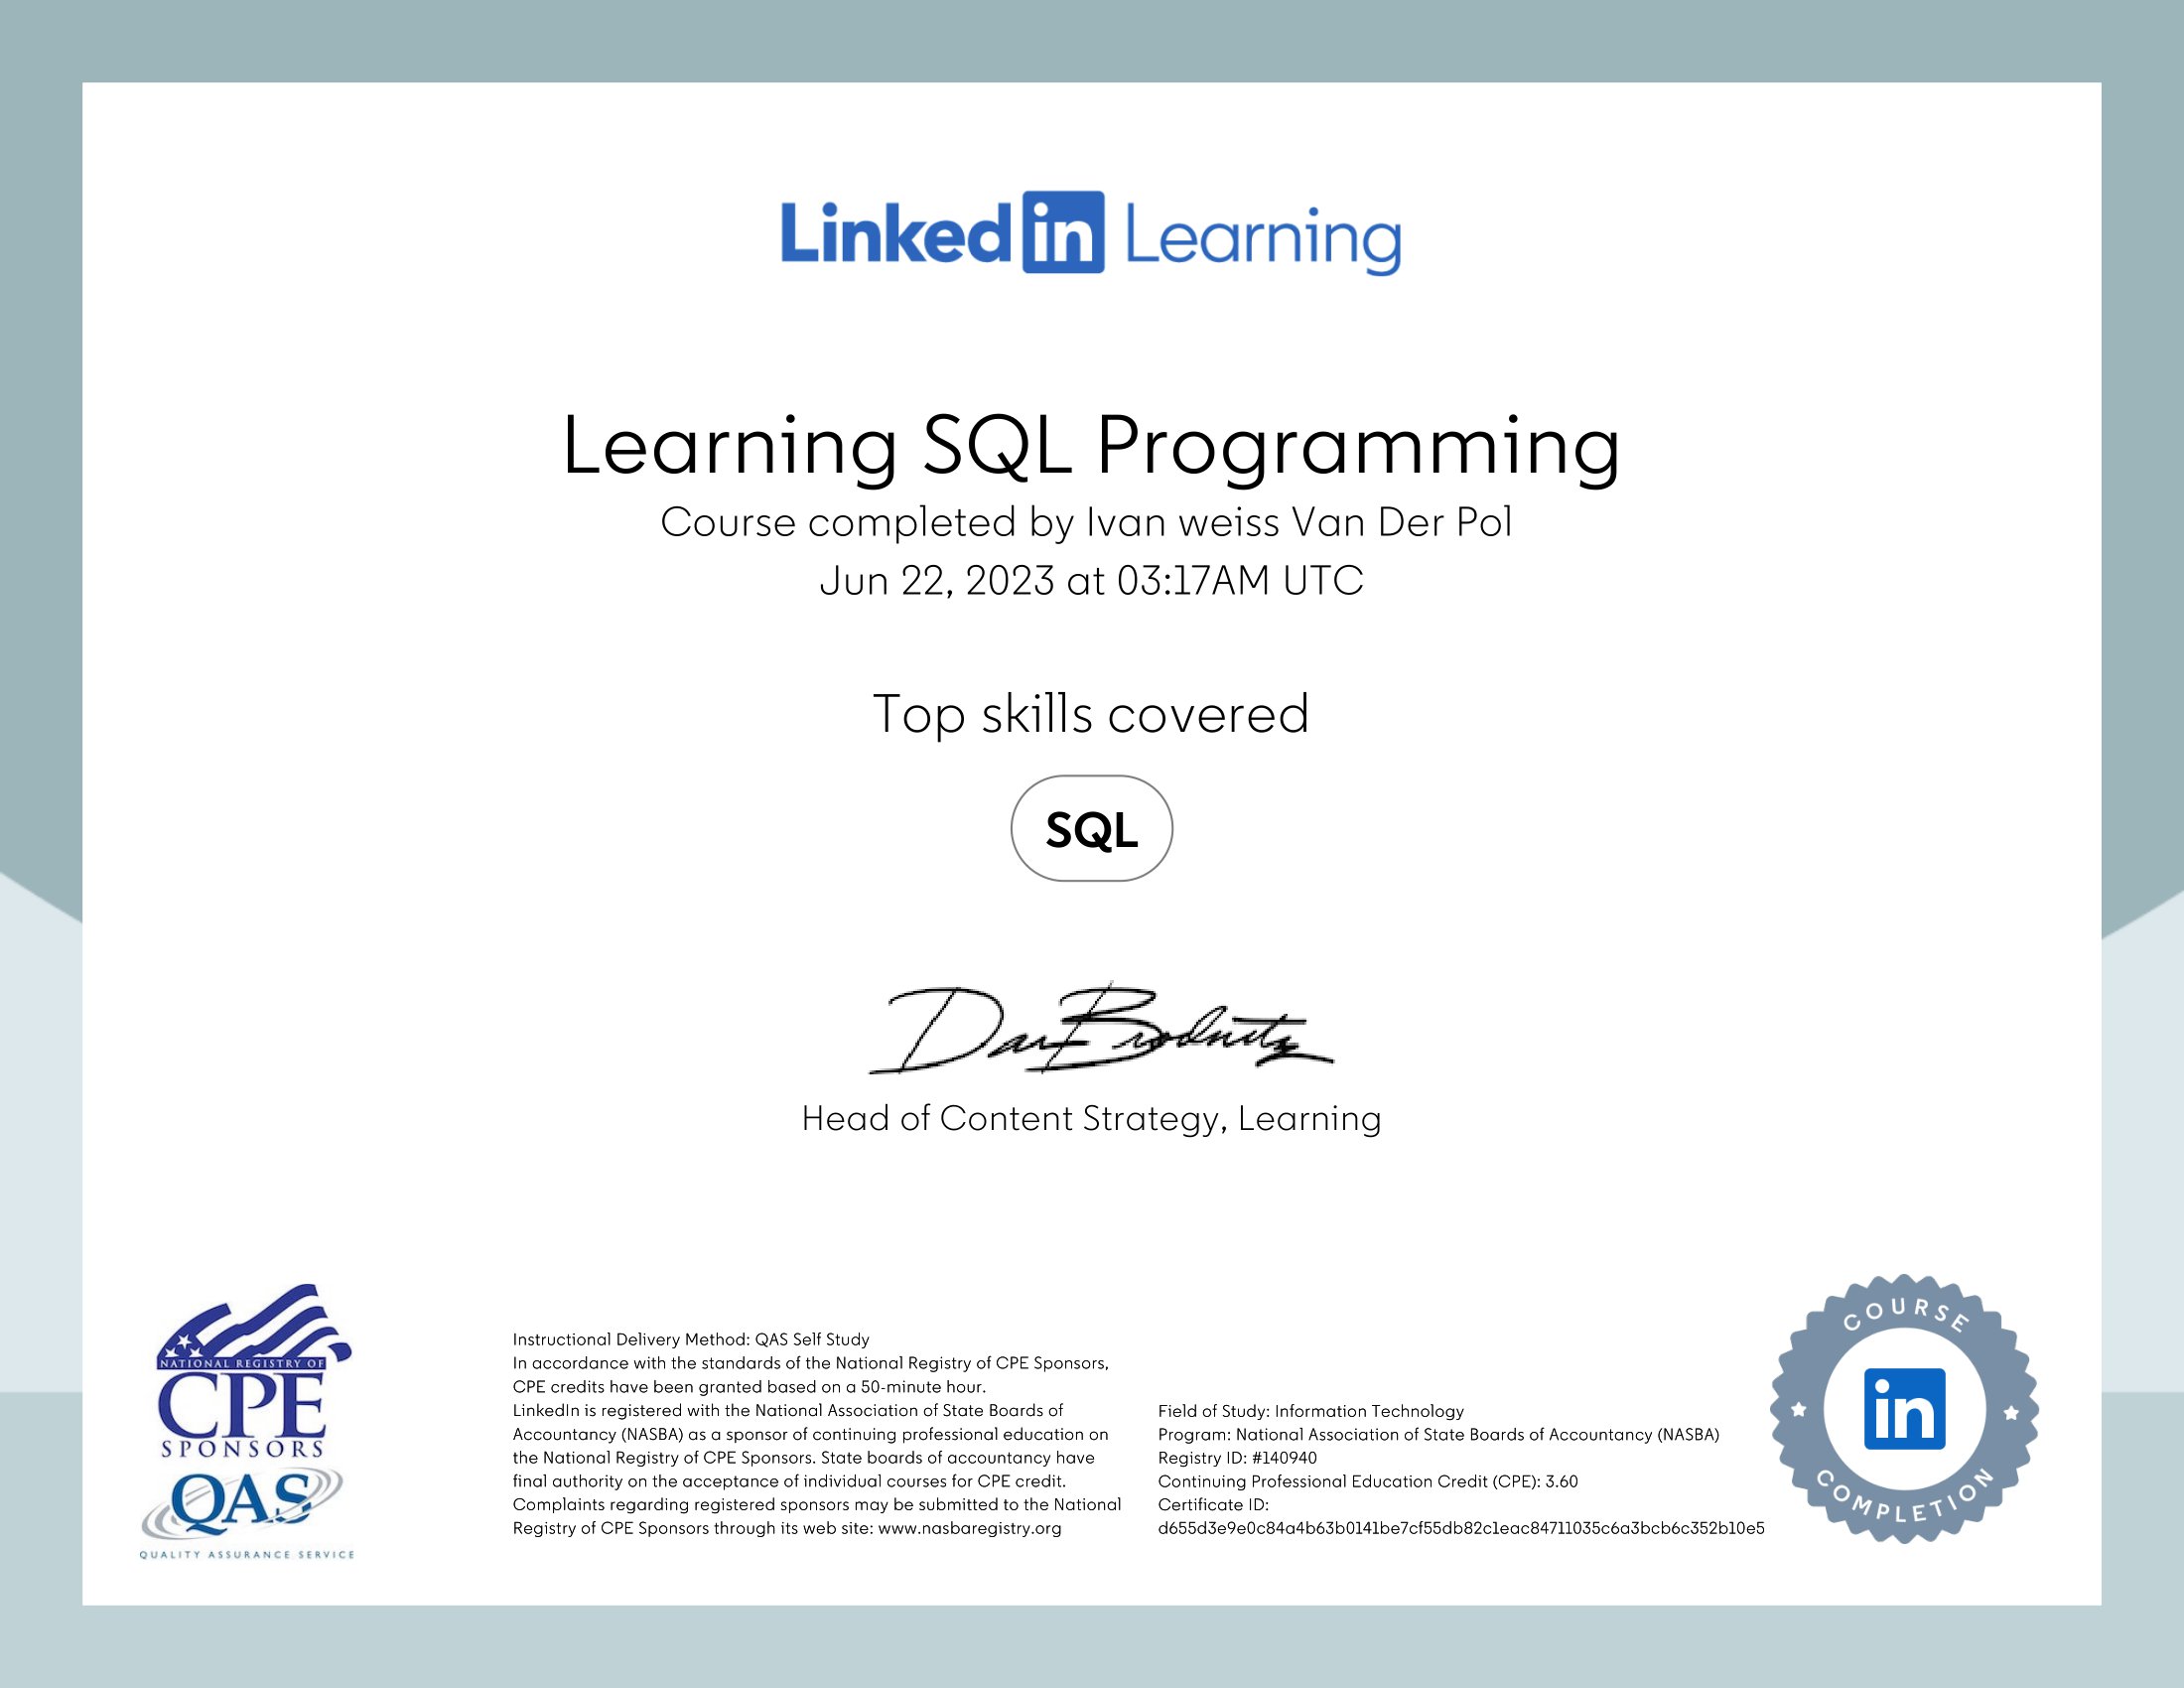 Linked in Learning
Learning SQL Programming
Course completed by Ivan weiss Van Der Pol
Jun 22, 2023 at 03:17AM UTC
Top skills covered
SQL
Dan Brodnitz
Head of Content Strategy, Learning
NATIONAL REGISTRY OF
CPE
SPONSORS
QAS
QUALITY ASSURANCE SERVICE
Instructional Delivery Method: QAS Self Study
In accordance with the standards of the National Registry of CPE Sponsors,
CPE credits have been granted based on a 50-minute hour.
LinkedIn is registered with the National Association of State Boards of
Accountancy (NASBA) as a sponsor of continuing professional education on
the National Registry of CPE Sponsors. State boards of accountancy have
final authority on the acceptance of individual courses for CPE credit.
Complaints regarding registered sponsors may be submitted to the National
Registry of CPE Sponsors through its web site: www.nasbaregistry.org
Field of Study: Information Technology
Program: National Association of State Boards of Accountancy (NASBA)
Registry ID: #140940
Continuing Professional Education Credit (CPE): 3.60
Certificate ID:
d655d3e9e0c84a4b63b0141be7cf55db82c1eac84711035c6a3bcb6c352b10e5
COURSE
in
COMPLETION